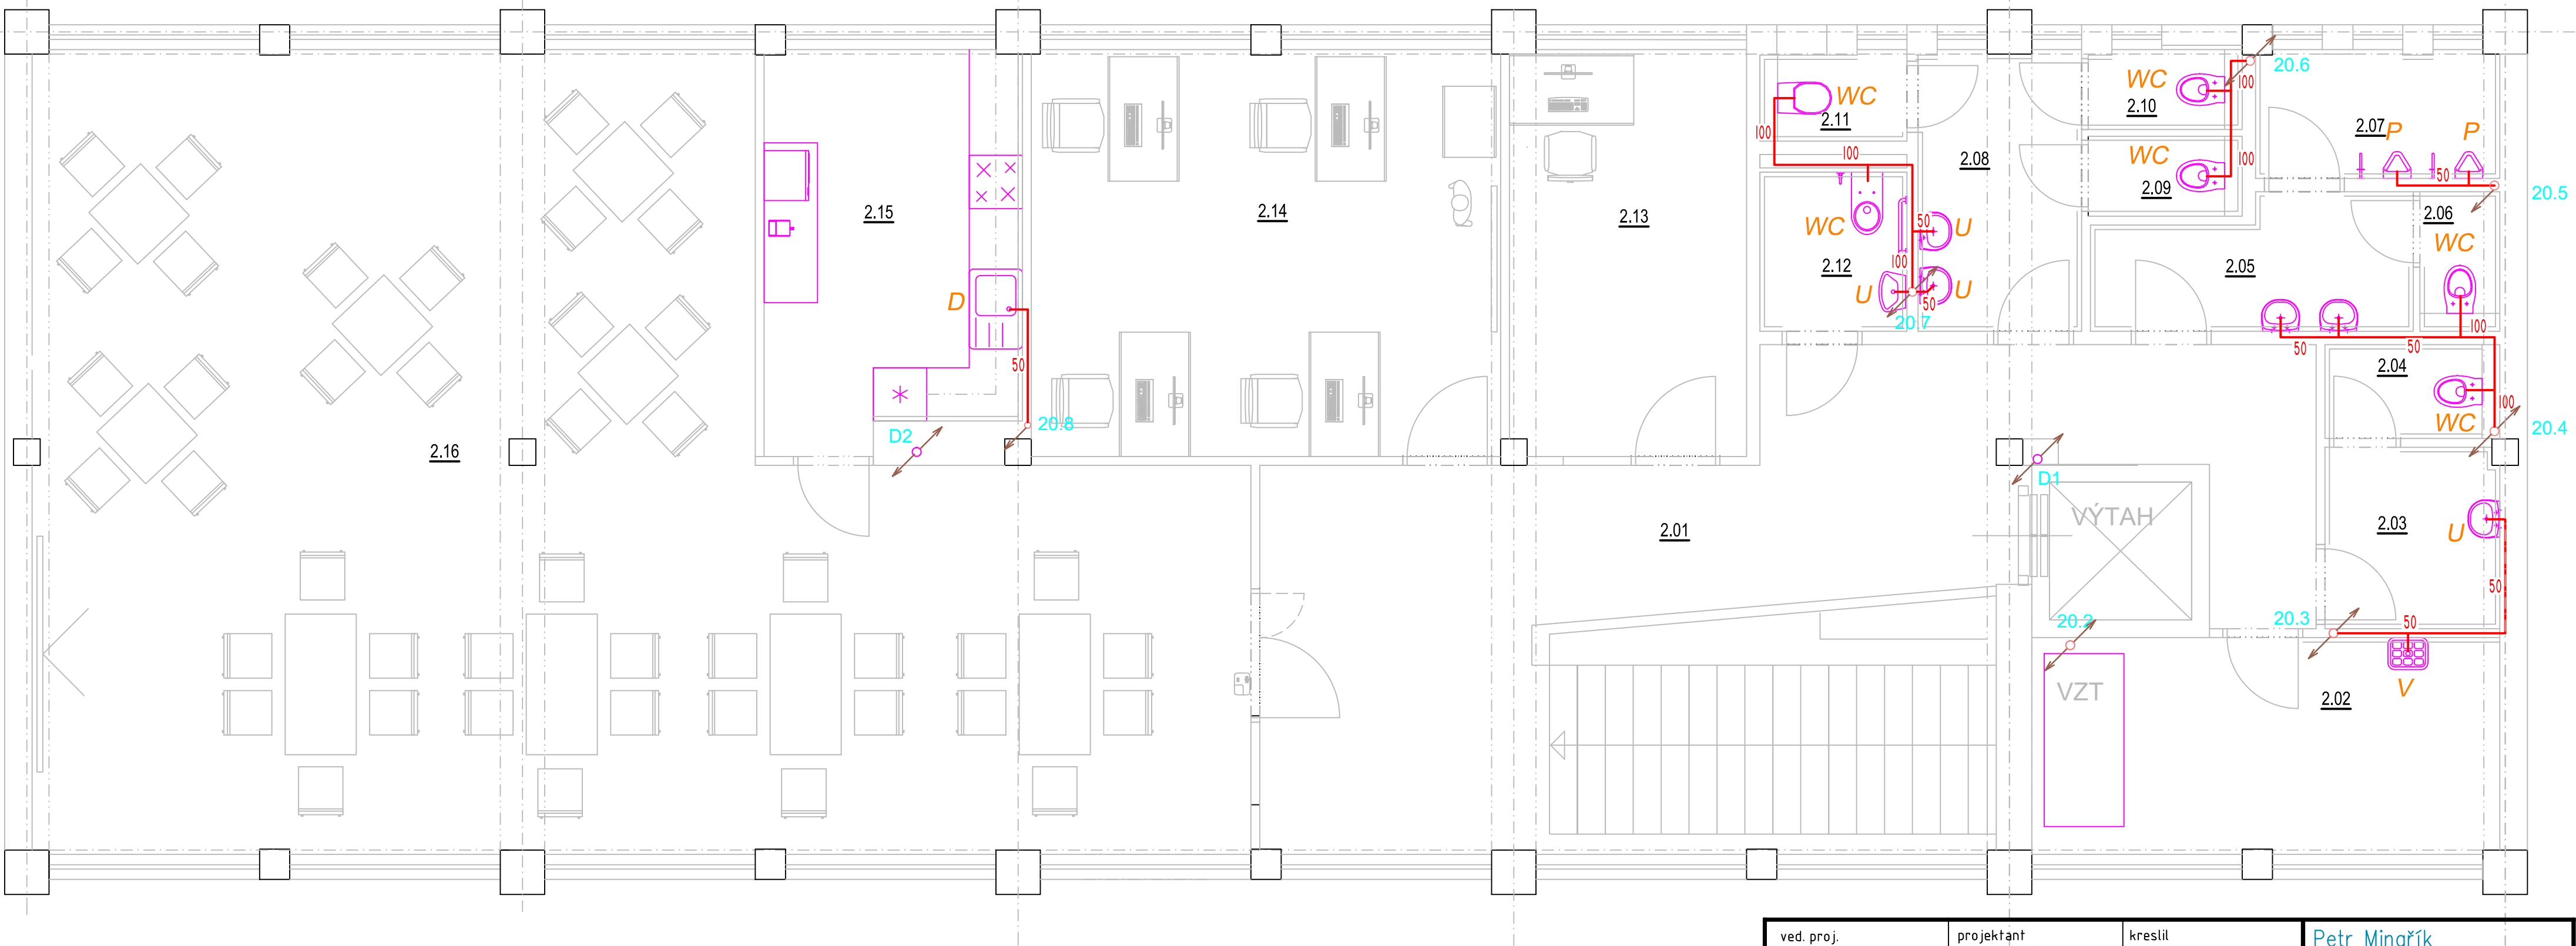 20.6
WC
WC
100
2.10
2.11
100
2.07
P
P
100
100
WC
2.08
100
50
2.09
20.5
2.15
2.14
2.13
2.06
WC
50
U
WC
2.12
100
2.05
U
U
D
50
20.7
100
50
50
50
2.04
100
WC
20.4
20.8
D2
2.16
D1
VÝTAH
2.01
2.03
U
50
20.2
20.3
50
VZT
V
2.02
ved. proj.
projektant
kreslil
Petr Mingřík